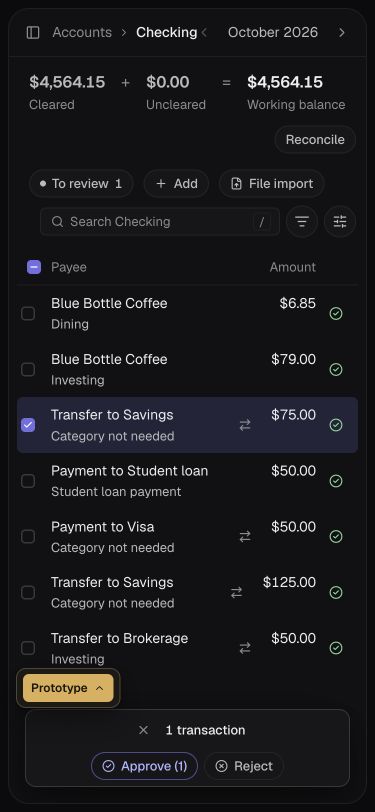 Accounts > Checking < October 2026 >
$4,564.15 + $0.00 = $4,564.15
Cleared Uncleared Working balance
Reconcile
To review 1 + Add File import
Search Checking /
Payee Amount
Blue Bottle Coffee $6.85
Dining
Blue Bottle Coffee $79.00
Investing
Transfer to Savings $75.00
Category not needed
Payment to Student loan $50.00
Student loan payment
Payment to Visa $50.00
Category not needed
Transfer to Savings $125.00
Category not needed
Transfer to Brokerage $50.00
Investing
Prototype
1 transaction
Approve (1) Reject